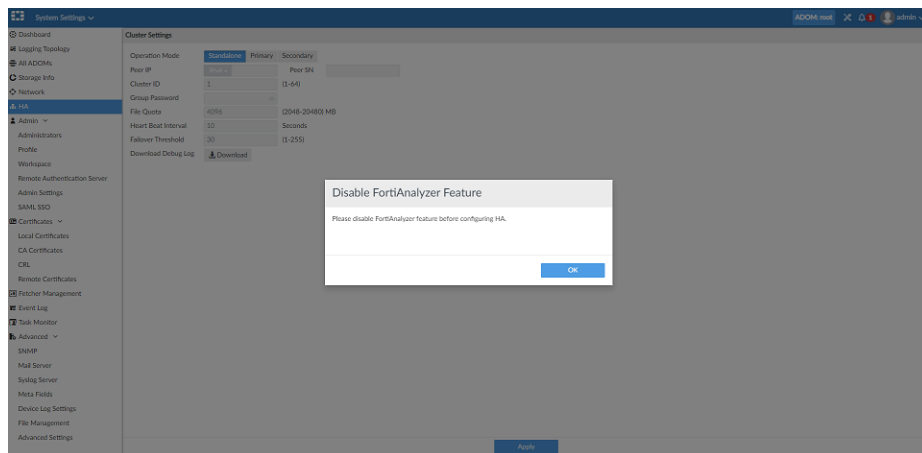 System Settings
ADOM: root
1
admin
Dashboard
Logging Topology
All ADOMs
Storage Info
Network
HA
Admin
Administrators
Profile
Workspace
Remote Authentication Server
Admin Settings
SAML SSO
Certificates
Local Certificates
CA Certificates
CRL
Remote Certificates
Fetcher Management
Event Log
Task Monitor
Advanced
SNMP
Mail Server
Syslog Server
Meta Fields
Device Log Settings
File Management
Advanced Settings
Cluster Settings
Operation Mode Standalone Primary Secondary
Peer IP IPv4 Peer SN
Cluster ID 1 (1-64)
Group Password
File Quota 4096 (2048-20480) MB
Heart Beat Interval 10 Seconds
Failover Threshold 30 (1-255)
Download Debug Log Download
Disable FortiAnalyzer Feature
Please disable FortiAnalyzer feature before configuring HA.
OK
Apply